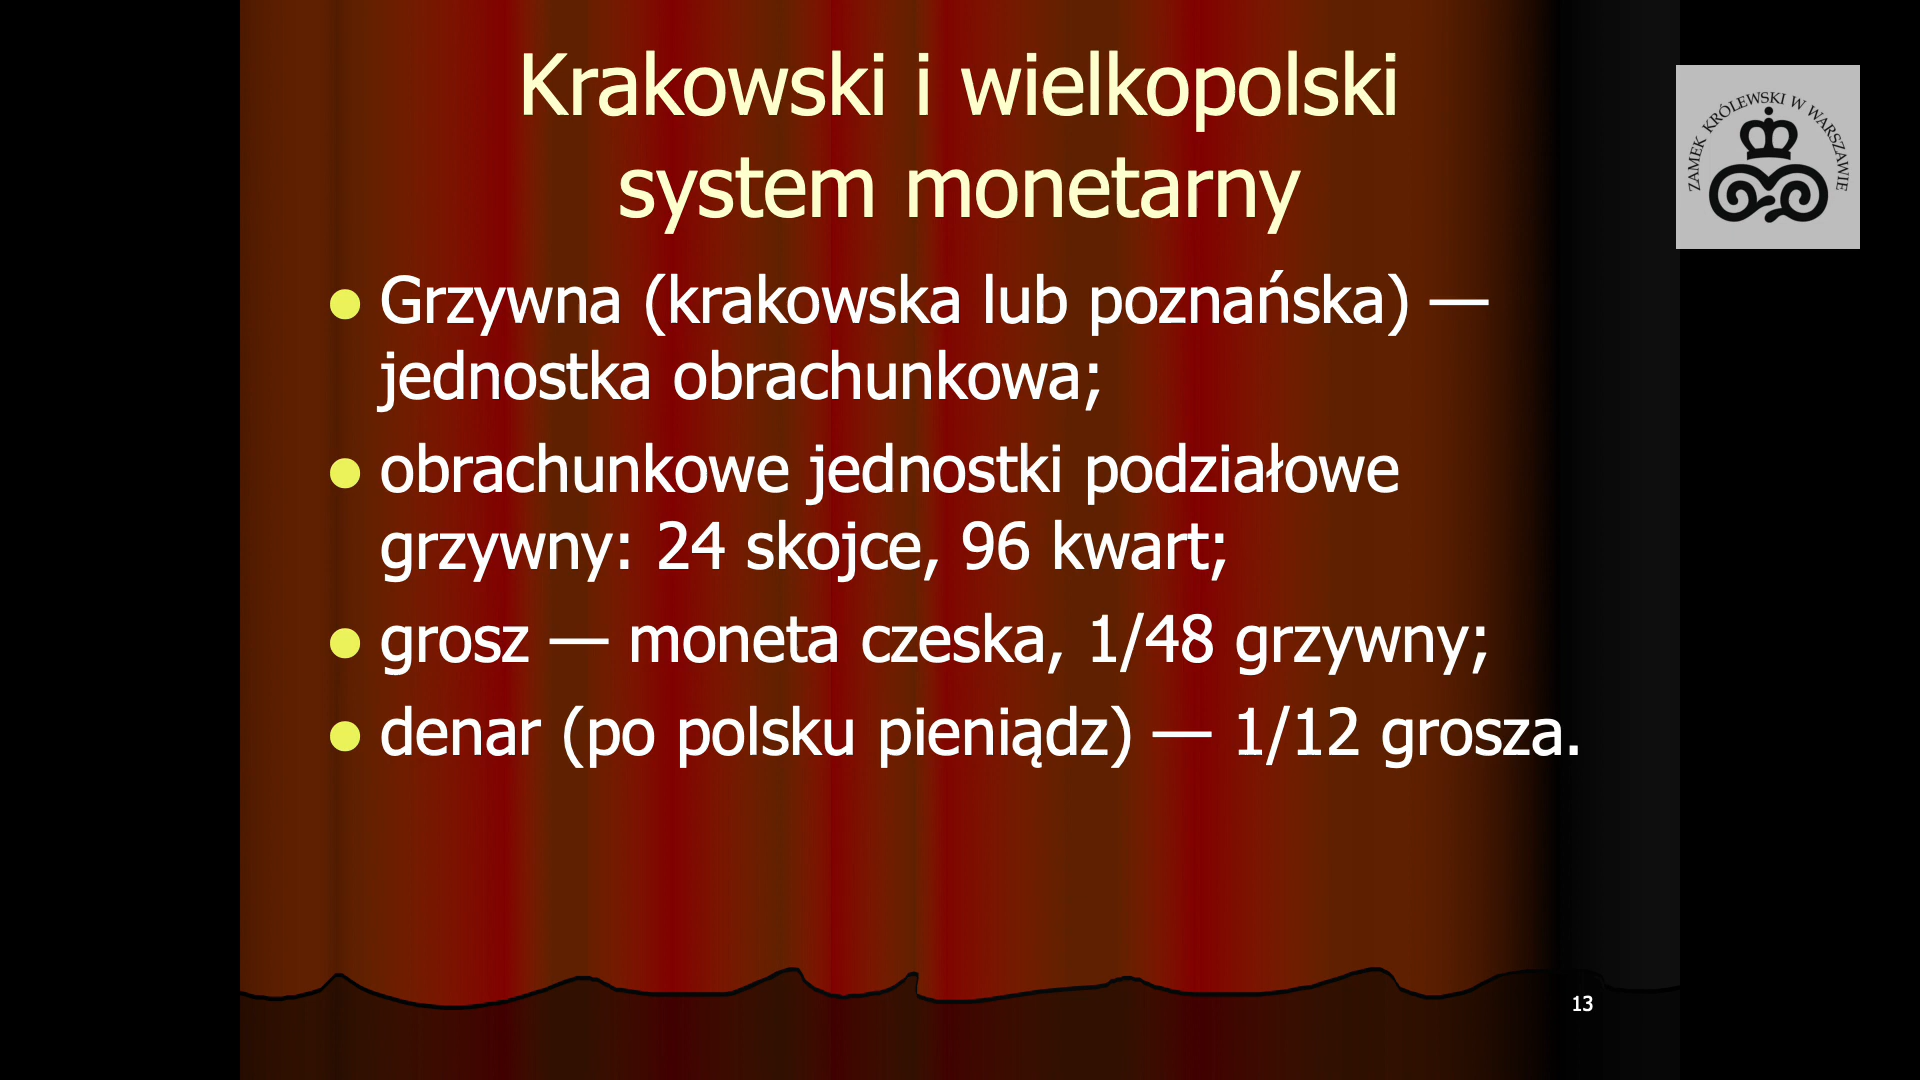 Krakowski i wielkopolski
system monetarny
ZAMEK KRÓLEWSKI W WARSZAWIE
Grzywna (krakowska lub poznańska) —
jednostka obrachunkowa;
obrachunkowe jednostki podziałowe
grzywny: 24 skojce, 96 kwart;
grosz — moneta czeska, 1/48 grzywny;
denar (po polsku pieniądz) — 1/12 grosza.
13